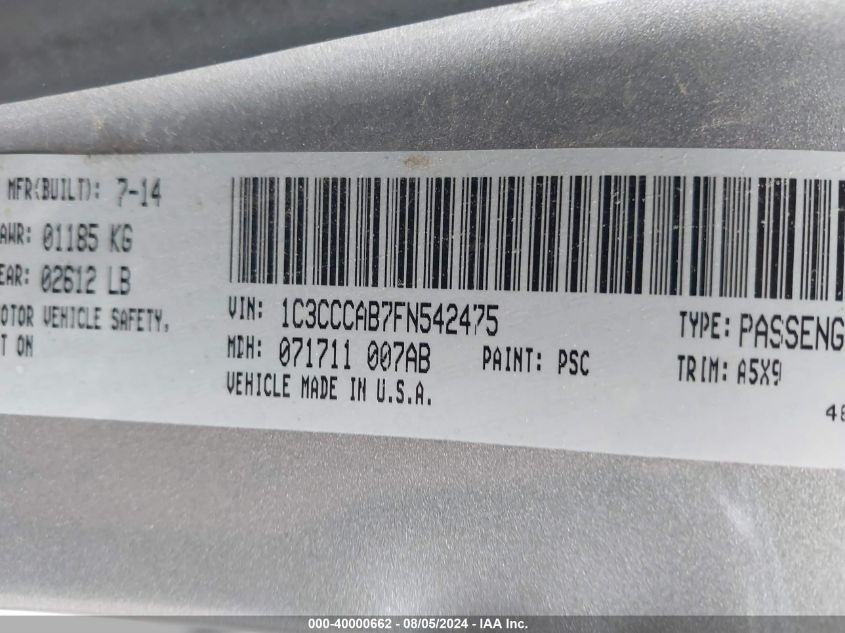 MFR(BUILT): 7-14
AWR: 01185 KG
EAR: 02612 LB
OTOR VEHICLE SAFETY,
T ON
VIN: 1C3CCCAB7FN542475
MDH: 071711 007AB
PAINT: PSC
VEHICLE MADE IN U.S.A.
TYPE: PASSENG
TRIM: A5X9
48
000-40000662 - 08/05/2024 - IAA Inc.